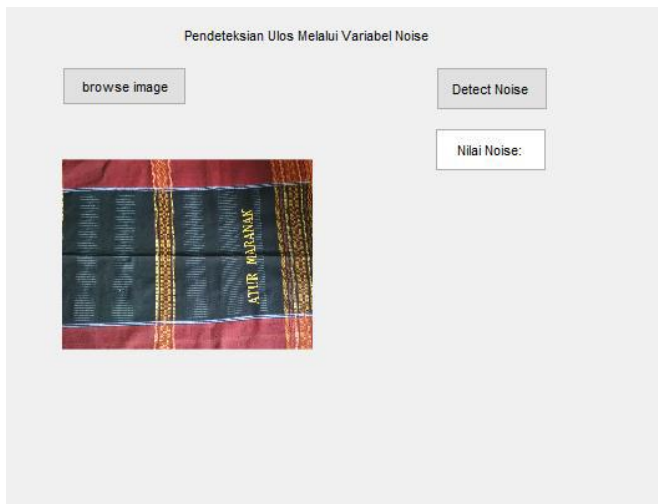 Pendeteksian Ulos Melalui Variabel Noise
browse image
Detect Noise
Nilai Noise:
ATUR MARANAK